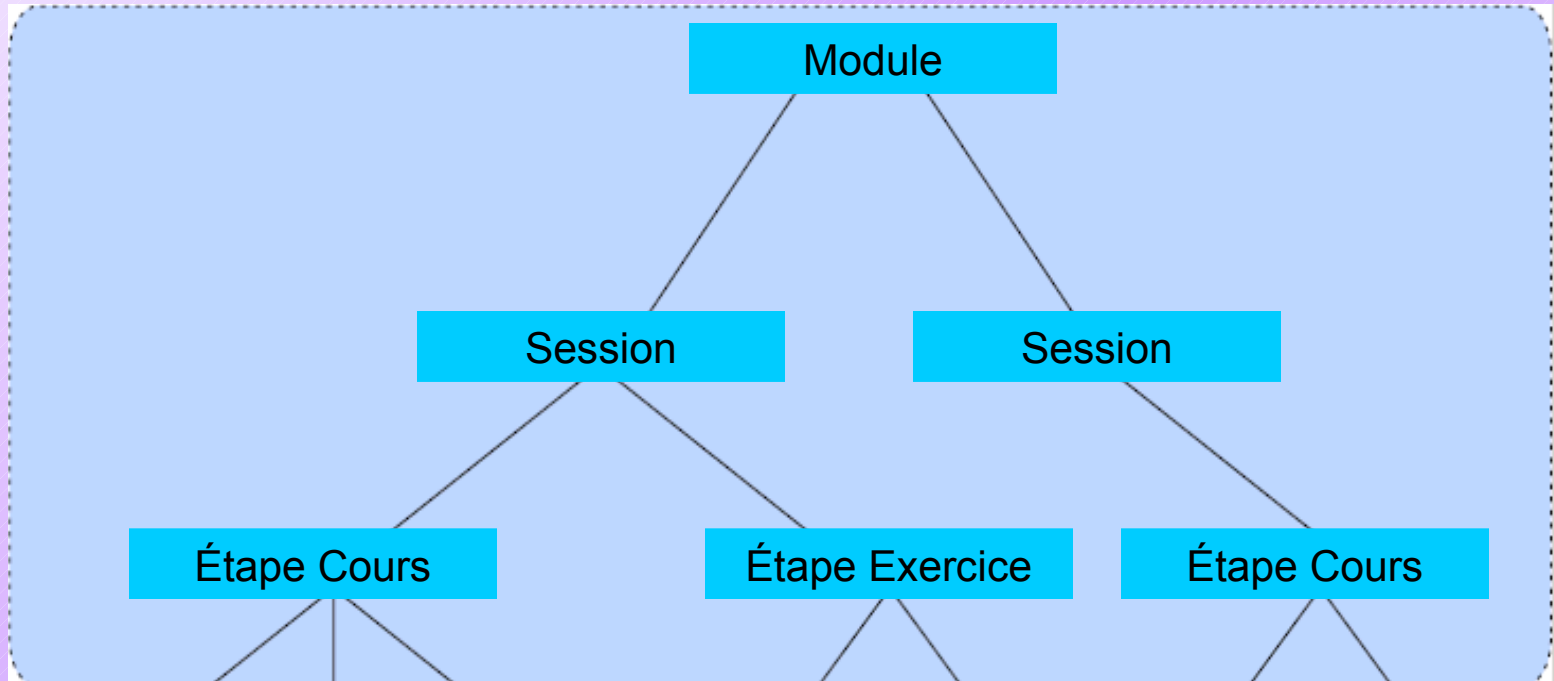 Module
Session
Session
Étape Cours
Étape Exercice
Étape Cours